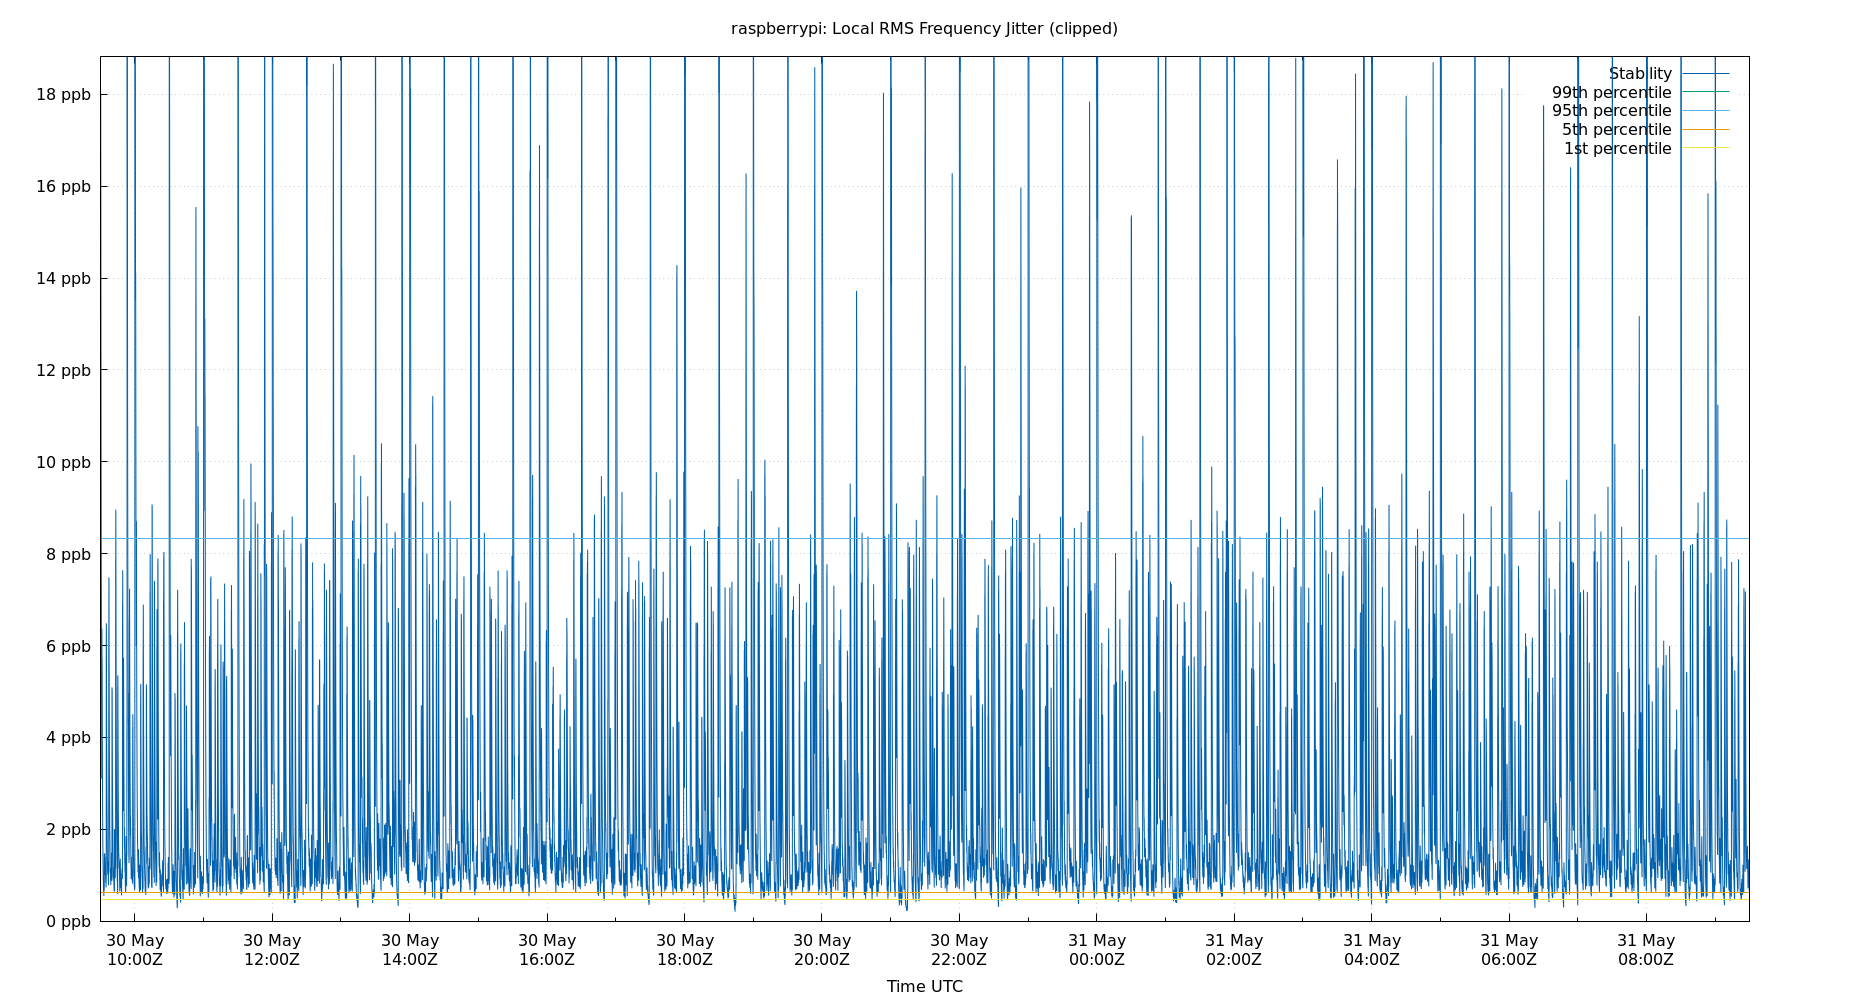 raspberrypi: Local RMS Frequency Jitter (clipped)
Stability
99th percentile
95th percentile
5th percentile
1st percentile
18 ppb
16 ppb
14 ppb
12 ppb
10 ppb
8 ppb
6 ppb
4 ppb
2 ppb
0 ppb
30 May 30 May 30 May 30 May 30 May 30 May 30 May 31 May 31 May 31 May 31 May 31 May
10:00Z 12:00Z 14:00Z 16:00Z 18:00Z 20:00Z 22:00Z 00:00Z 02:00Z 04:00Z 06:00Z 08:00Z
Time UTC